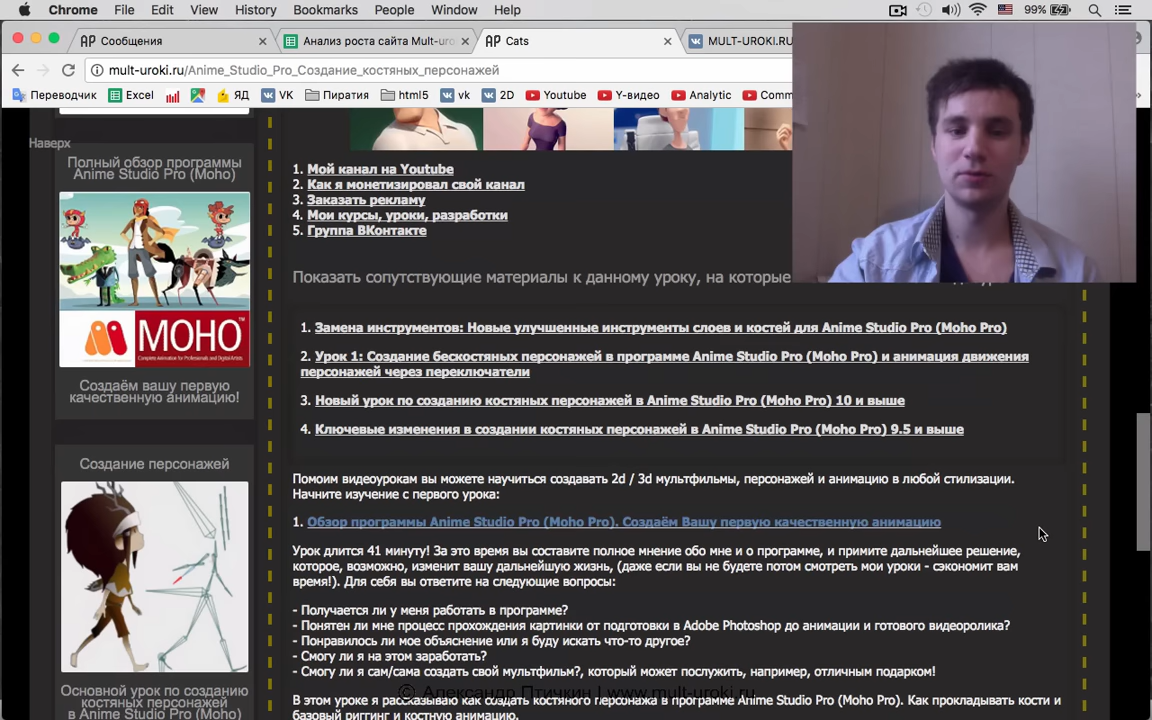 Chrome File Edit View History Bookmarks People Window Help 99%
Сообщения Анализ роста сайта Mult-u Cats MULT-UROKI.RU
mult-uroki.ru/Anime_Studio_Pro_Создание_костяных_персонажей
Переводчик Excel ЯД VK Пиратия html5 vk 2D Youtube Y-видео Analytic Comm
Наверх
Полный обзор программы
Anime Studio Pro (Moho)
MOHO
Complete Animation for Professionals and Digital Artists
Создаём вашу первую
качественную анимацию!
Создание персонажей
Основной урок по созданию
костяных персонажей
в Anime Studio Pro (Moho)
1. Мой канал на Youtube
2. Как я монетизировал свой канал
3. Заказать рекламу
4. Мои курсы, уроки, разработки
5. Группа ВКонтакте
Показать сопутствующие материалы к данному уроку, на которые
1. Замена инструментов: Новые улучшенные инструменты слоев и костей для Anime Studio Pro (Moho Pro)
2. Урок 1: Создание бескостяных персонажей в программе Anime Studio Pro (Moho Pro) и анимация движения
персонажей через переключатели
3. Новый урок по созданию костяных персонажей в Anime Studio Pro (Moho Pro) 10 и выше
4. Ключевые изменения в создании костяных персонажей в Anime Studio Pro (Moho Pro) 9.5 и выше
Помоим видеоурокам вы можете научиться создавать 2d / 3d мультфильмы, персонажей и анимацию в любой стилизации.
Начните изучение с первого урока:
1. Обзор программы Anime Studio Pro (Moho Pro). Создаём Вашу первую качественную анимацию
Урок длится 41 минуту! За это время вы составите полное мнение обо мне и о программе, и примите дальнейшее решение,
которое, возможно, изменит вашу дальнейшую жизнь, (даже если вы не будете потом смотреть мои уроки - сэкономит вам
время!). Для себя вы ответите на следующие вопросы:
- Получается ли у меня работать в программе?
- Понятен ли мне процесс прохождения картинки от подготовки в Adobe Photoshop до анимации и готового видеоролика?
- Понравилось ли мое объяснение или я буду искать что-то другое?
- Смогу ли я на этом заработать?
- Смогу ли я сам/сама создать свой мультфильм?, который может послужить, например, отличным подарком!
© Александр Птичкин | www.mult-uroki.ru
В этом уроке я рассказываю как создать костяного персонажа в программе Anime Studio Pro (Moho Pro). Как прокладывать кости и
базовый риггинг и костную анимацию.